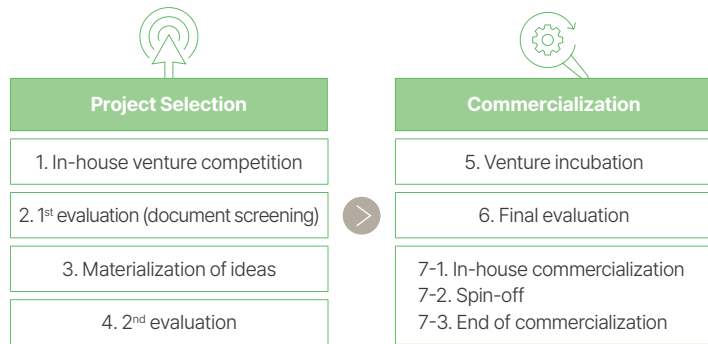 Project Selection
1. In-house venture competition
2. 1st evaluation (document screening)
3. Materialization of ideas
4. 2nd evaluation
Commercialization
5. Venture incubation
6. Final evaluation
7-1. In-house commercialization
7-2. Spin-off
7-3. End of commercialization